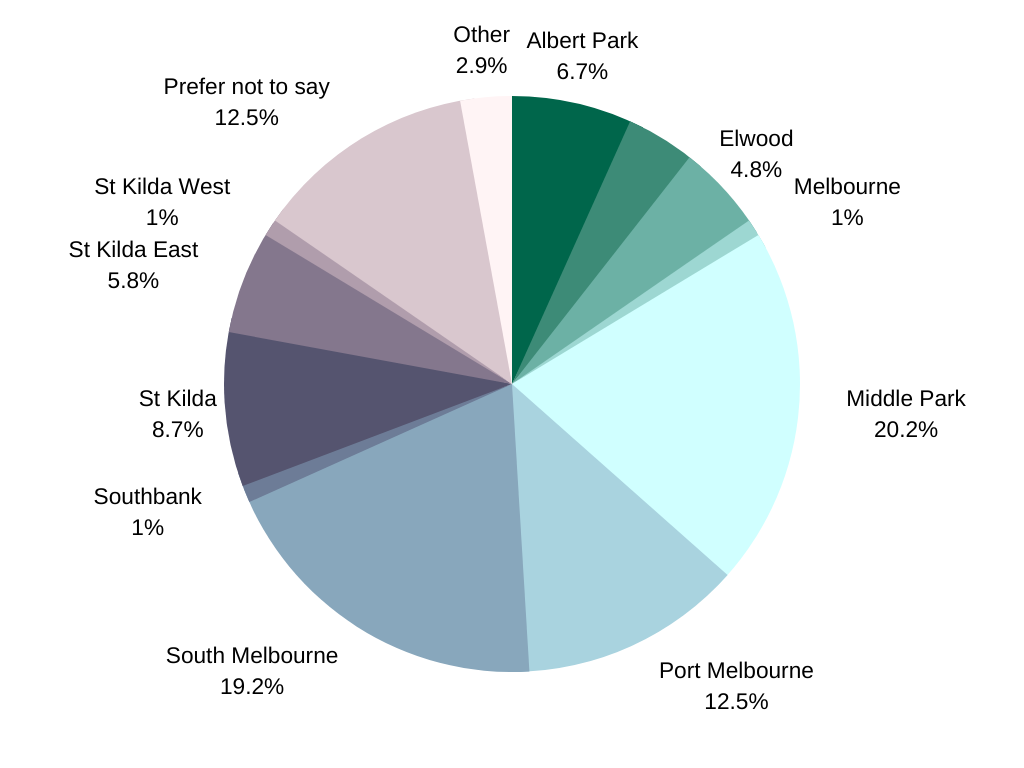 Other
2.9%
Albert Park
6.7%
Prefer not to say
12.5%
Elwood
4.8%
Melbourne
1%
St Kilda West
1%
St Kilda East
5.8%
Middle Park
20.2%
St Kilda
8.7%
Southbank
1%
South Melbourne
19.2%
Port Melbourne
12.5%